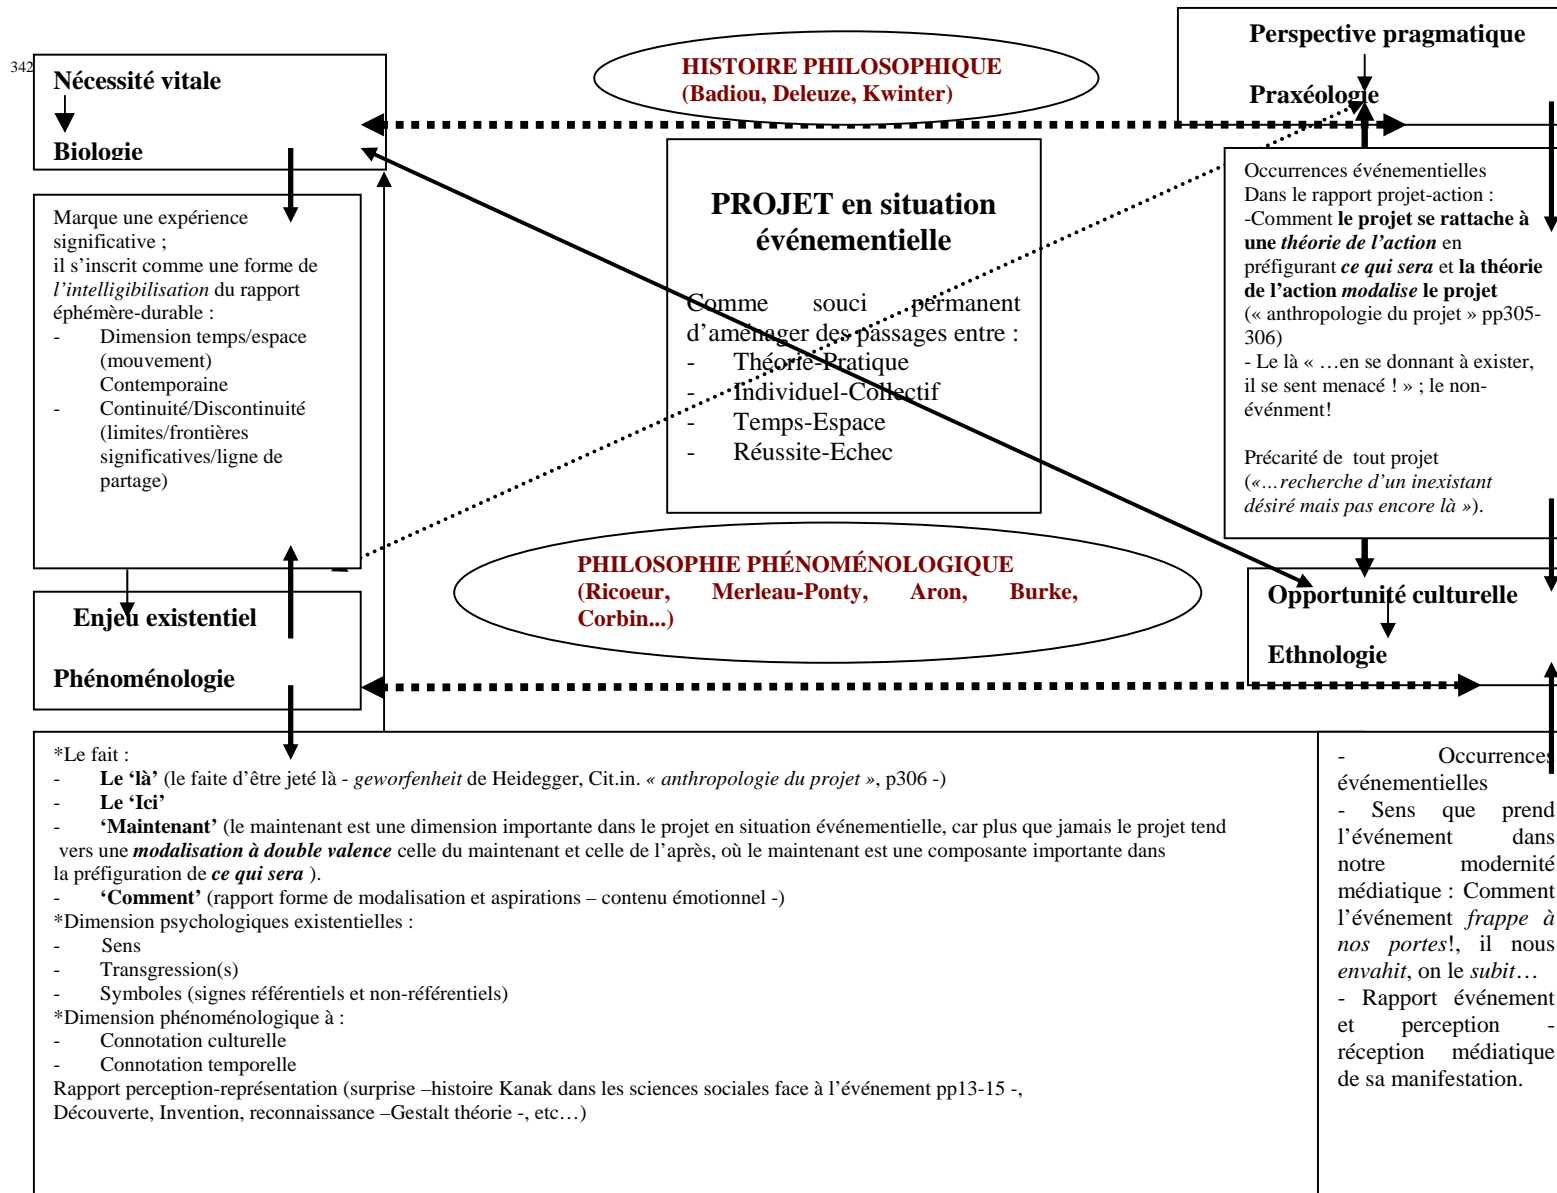 342
Nécessité vitale
Biologie
HISTOIRE PHILOSOPHIQUE
(Badiou, Deleuze, Kwinter)
Perspective pragmatique
Praxéologie
Marque une expérience
significative ;
il s’inscrit comme une forme de
l’intelligibilisation du rapport
éphémère-durable :
- Dimension temps/espace
(mouvement)
Contemporaine
- Continuité/Discontinuité
(limites/frontières
significatives/ligne de
partage)
PROJET en situation
événementielle
Comme souci permanent
d’aménager des passages entre :
- Théorie-Pratique
- Individuel-Collectif
- Temps-Espace
- Réussite-Echec
Occurrences événementielles
Dans le rapport projet-action :
-Comment le projet se rattache à
une théorie de l’action en
préfigurant ce qui sera et la théorie
de l’action modalise le projet
(« anthropologie du projet » pp305-
306)
- Le là « …en se donnant à exister,
il se sent menacé ! » ; le non-
événment!
Précarité de tout projet
(«…recherche d’un inexistant
désiré mais pas encore là »).
PHILOSOPHIE PHÉNOMÉNOLOGIQUE
(Ricoeur, Merleau-Ponty, Aron, Burke,
Corbin...)
Enjeu existentiel
Phénoménologie
Opportunité culturelle
Ethnologie
*Le fait :
- Le ‘là’ (le faite d’être jeté là - geworfenheit de Heidegger, Cit.in. « anthropologie du projet », p306 -)
- Le ‘Ici’
- ‘Maintenant’ (le maintenant est une dimension importante dans le projet en situation événementielle, car plus que jamais le projet tend
vers une modalisation à double valence celle du maintenant et celle de l’après, où le maintenant est une composante importante dans
la préfiguration de ce qui sera ).
- ‘Comment’ (rapport forme de modalisation et aspirations – contenu émotionnel -)
*Dimension psychologiques existentielles :
- Sens
- Transgression(s)
- Symboles (signes référentiels et non-référentiels)
*Dimension phénoménologique à :
- Connotation culturelle
- Connotation temporelle
Rapport perception-représentation (surprise –histoire Kanak dans les sciences sociales face à l’événement pp13-15 -,
Découverte, Invention, reconnaissance –Gestalt théorie -, etc…)
- Occurrences
événementielles
- Sens que prend
l’événement dans
notre modernité
médiatique : Comment
l’événement frappe à
nos portes!, il nous
envahit, on le subit…
- Rapport événement
et perception -
réception médiatique
de sa manifestation.